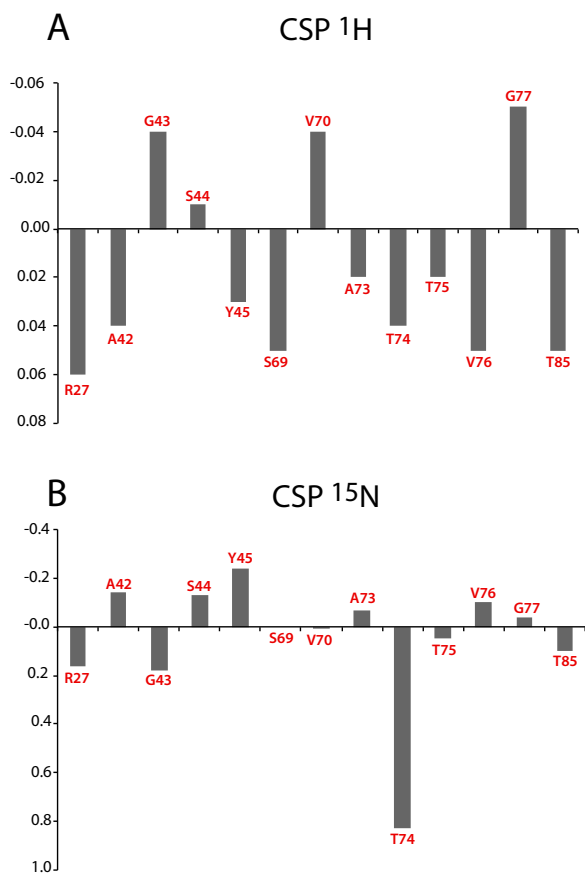 A
CSP ¹H
-0.06
-0.04
-0.02
0.00
0.02
0.04
0.06
0.08
R27
A42
G43
S44
Y45
S69
V70
A73
T74
T75
V76
G77
T85
B
CSP ¹⁵N
-0.4
-0.2
-0.0
0.2
0.4
0.6
0.8
1.0
R27
A42
G43
S44
Y45
S69
V70
A73
T74
T75
V76
G77
T85